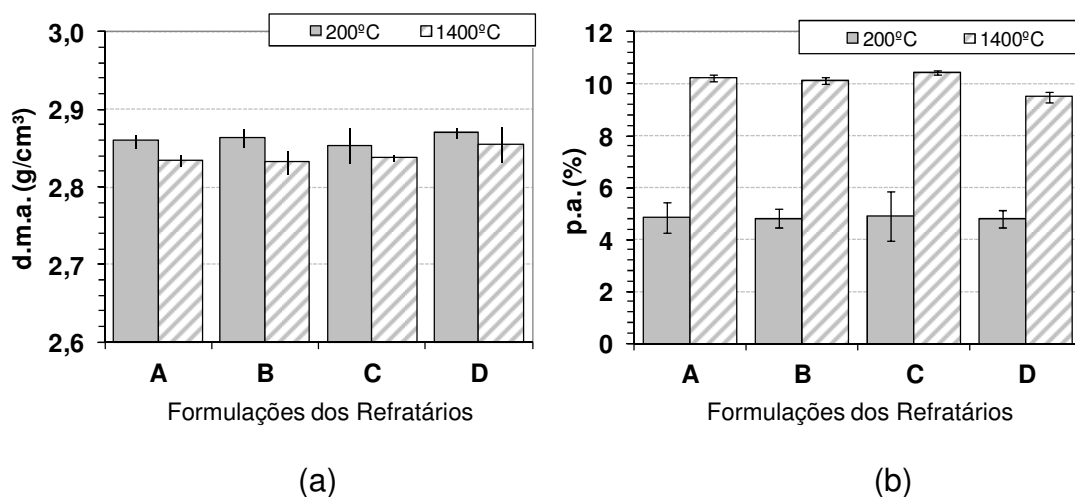 200ºC 1400ºC
3,0
2,9
2,8
2,7
2,6
d.m.a. (g/cm³)
A B C D
Formulações dos Refratários
(a)
200ºC 1400ºC
12
10
8
6
4
2
0
p.a. (%)
A B C D
Formulações dos Refratários
(b)